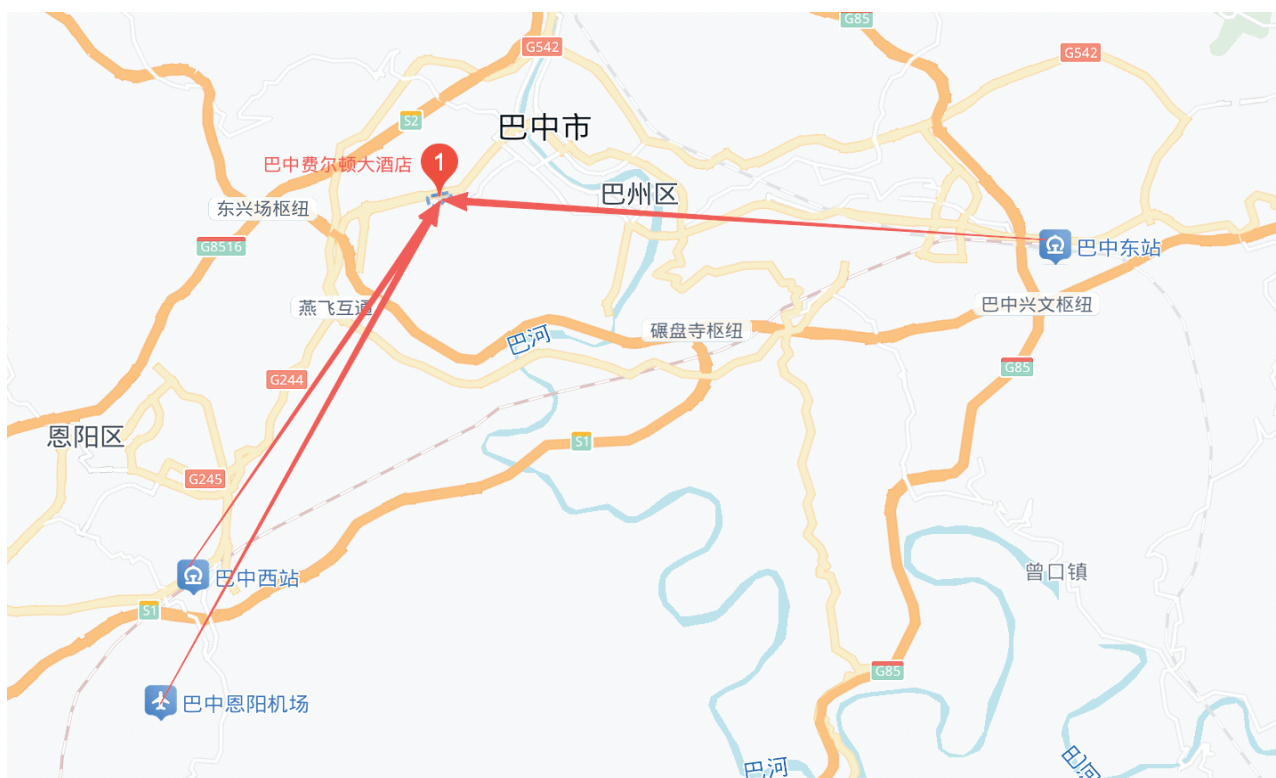 G85
G542
G542
S2
巴中市
巴中费尔顿大酒店
1
巴州区
东兴场枢纽
G8516
巴中东站
燕飞互通
巴中兴文枢纽
巴河
碾盘寺枢纽
G85
G244
恩阳区
S1
G245
巴中西站
曾口镇
S1
G85
巴中恩阳机场
巴河
巴河